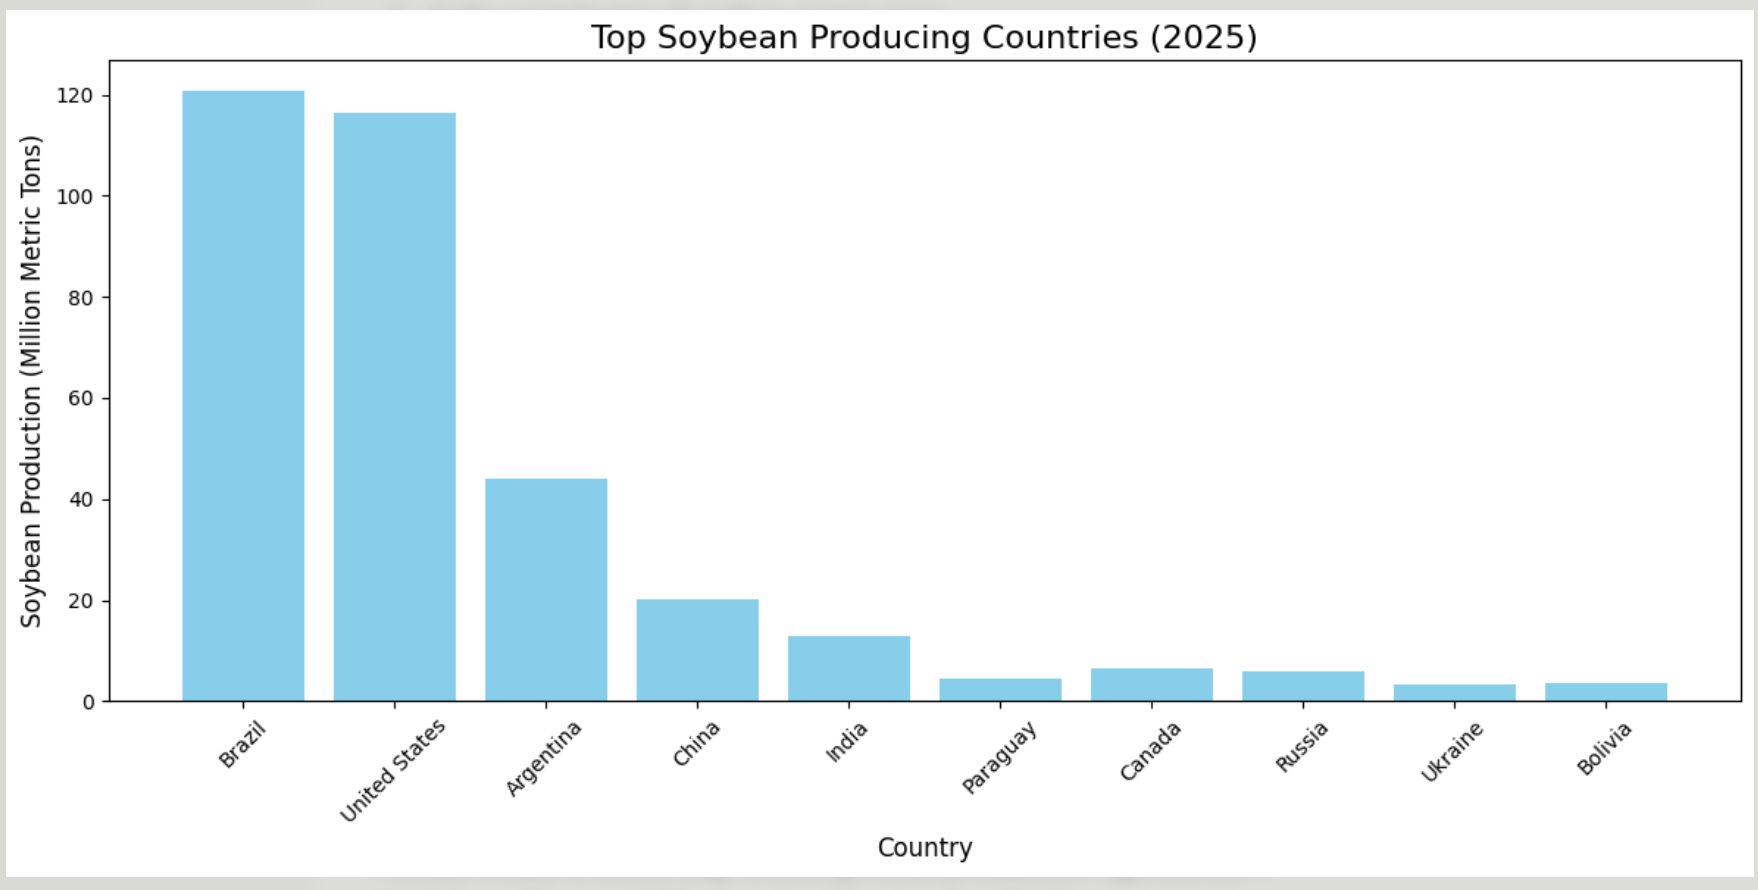 Top Soybean Producing Countries (2025)
Soybean Production (Million Metric Tons)
120
100
80
60
40
20
0
Brazil
United States
Argentina
China
India
Paraguay
Canada
Russia
Ukraine
Bolivia
Country